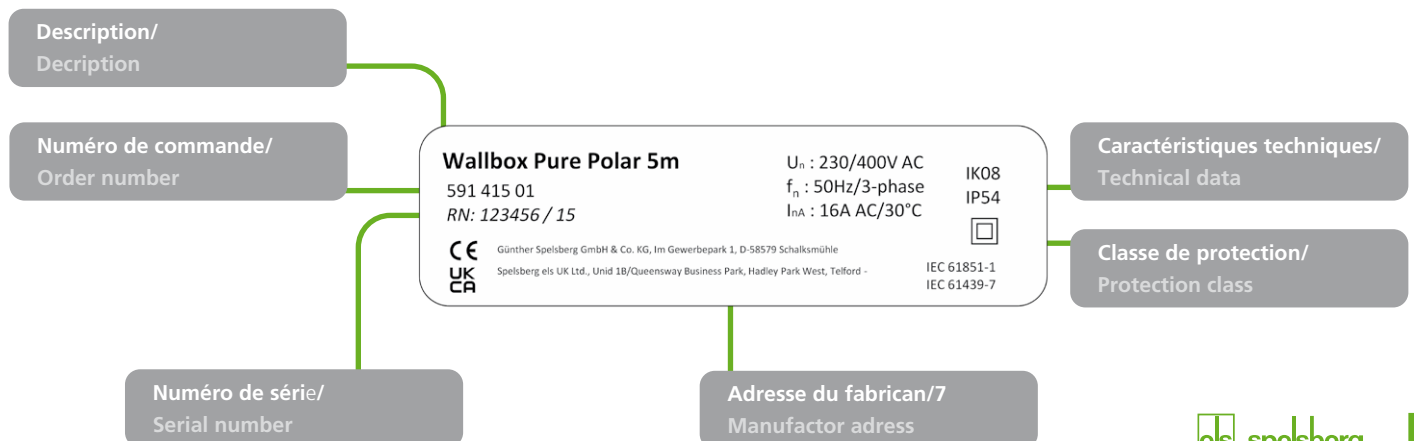 Description/
Decription
Numéro de commande/
Order number
Wallbox Pure Polar 5m
591 415 01
RN: 123456 / 15
Günther Spelsberg GmbH & Co. KG, Im Gewerbepark 1, D-58579 Schalksmühle
Spelsberg els UK Ltd., Unid 1B/Queensway Business Park, Hadley Park West, Telford -
CE
UK
CA
Un : 230/400V AC
fn : 50Hz/3-phase
InA : 16A AC/30°C
IK08
IP54
IEC 61851-1
IEC 61439-7
Caractéristiques techniques/
Technical data
Classe de protection/
Protection class
Numéro de série/
Serial number
Adresse du fabrican/7
Manufactor adress
els spelsberg